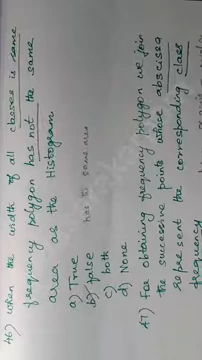 46) When the width of all classes is same
frequency polygon has not the same
area as the Histogram
a) True
b) false
has the same area
c) both
d) None
47) For obtaining frequency polygon we join
the successive points whose abscissa
represent the corresponding class
frequency